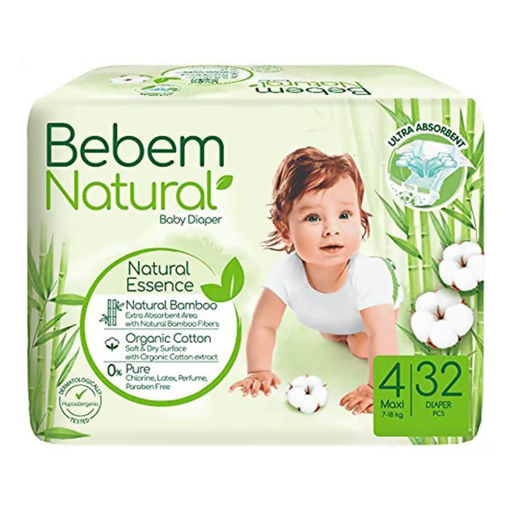 Bebem
Natural
Baby Diaper
ULTRA ABSORBENT
Natural
Essence
Natural Bamboo
Extra Absorbent Area
with Natural Bamboo Fibers
Organic Cotton
Soft & Dry Surface
with Organic Cotton extract
0% Pure
Chlorine, Latex, Perfume,
Paraben Free
DERMATOLOGICALLY
Hypoallergenic
TESTED
4 32
Maxi DIAPER
7-18 kg PCS